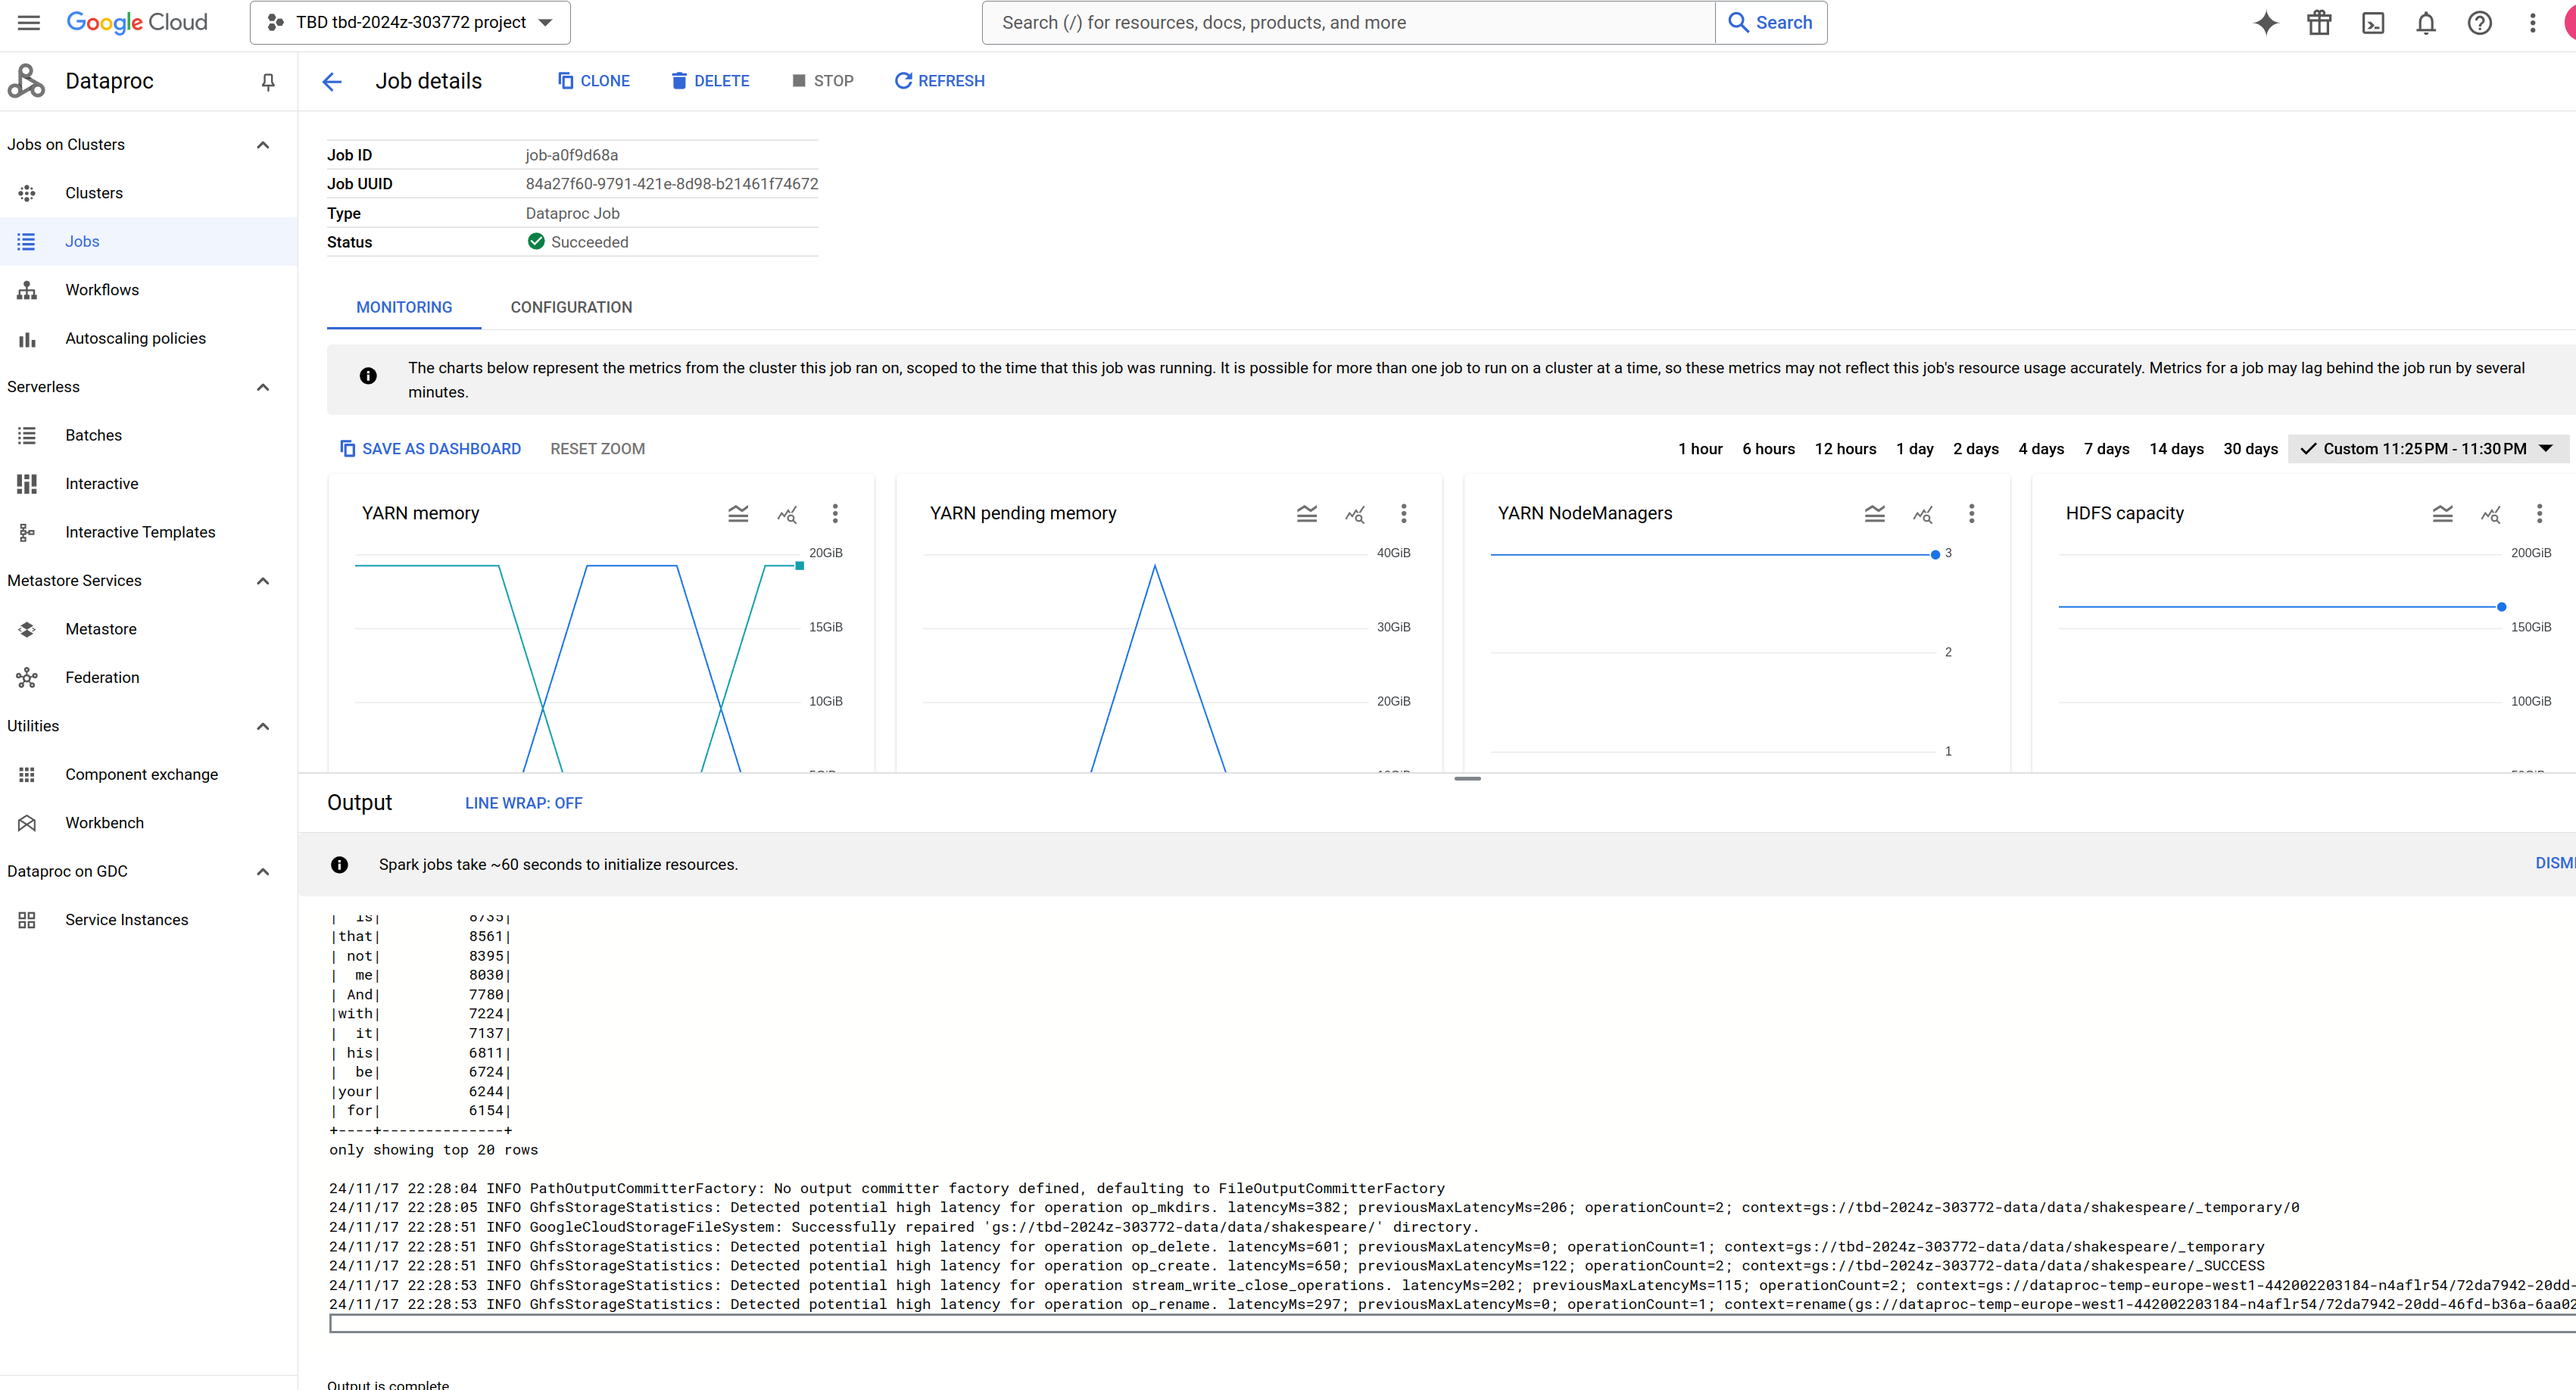 Google Cloud
TBD tbd-2024z-303772 project
Search (/) for resources, docs, products, and more
Search
Dataproc
Job details
CLONE
DELETE
STOP
REFRESH
Jobs on Clusters
Clusters
Jobs
Workflows
Autoscaling policies
Serverless
Batches
Interactive
Interactive Templates
Metastore Services
Metastore
Federation
Utilities
Component exchange
Workbench
Dataproc on GDC
Service Instances
Job ID job-a0f9d68a
Job UUID 84a27f60-9791-421e-8d98-b21461f74672
Type Dataproc Job
Status Succeeded
MONITORING
CONFIGURATION
The charts below represent the metrics from the cluster this job ran on, scoped to the time that this job was running. It is possible for more than one job to run on a cluster at a time, so these metrics may not reflect this job's resource usage accurately. Metrics for a job may lag behind the job run by several
minutes.
SAVE AS DASHBOARD
RESET ZOOM
1 hour 6 hours 12 hours 1 day 2 days 4 days 7 days 14 days 30 days Custom 11:25 PM - 11:30 PM
YARN memory
20GiB
15GiB
10GiB
YARN pending memory
40GiB
30GiB
20GiB
YARN NodeManagers
3
2
1
HDFS capacity
200GiB
150GiB
100GiB
Output
LINE WRAP: OFF
Spark jobs take ~60 seconds to initialize resources.
DISMI
|  is|          8735|
|that|          8561|
| not|          8395|
|  me|          8030|
| And|          7780|
|with|          7224|
|  it|          7137|
| his|          6811|
|  be|          6724|
|your|          6244|
| for|          6154|
+----+--------------+
only showing top 20 rows
24/11/17 22:28:04 INFO PathOutputCommitterFactory: No output committer factory defined, defaulting to FileOutputCommitterFactory
24/11/17 22:28:05 INFO GhfsStorageStatistics: Detected potential high latency for operation op_mkdirs. latencyMs=382; previousMaxLatencyMs=206; operationCount=2; context=gs://tbd-2024z-303772-data/data/shakespeare/_temporary/0
24/11/17 22:28:51 INFO GoogleCloudStorageFileSystem: Successfully repaired 'gs://tbd-2024z-303772-data/data/shakespeare/' directory.
24/11/17 22:28:51 INFO GhfsStorageStatistics: Detected potential high latency for operation op_delete. latencyMs=601; previousMaxLatencyMs=0; operationCount=1; context=gs://tbd-2024z-303772-data/data/shakespeare/_temporary
24/11/17 22:28:51 INFO GhfsStorageStatistics: Detected potential high latency for operation op_create. latencyMs=650; previousMaxLatencyMs=122; operationCount=2; context=gs://tbd-2024z-303772-data/data/shakespeare/_SUCCESS
24/11/17 22:28:53 INFO GhfsStorageStatistics: Detected potential high latency for operation stream_write_close_operations. latencyMs=202; previousMaxLatencyMs=115; operationCount=2; context=gs://dataproc-temp-europe-west1-442002203184-n4aflr54/72da7942-20dd-
24/11/17 22:28:53 INFO GhfsStorageStatistics: Detected potential high latency for operation op_rename. latencyMs=297; previousMaxLatencyMs=0; operationCount=1; context=rename(gs://dataproc-temp-europe-west1-442002203184-n4aflr54/72da7942-20dd-46fd-b36a-6aa02
Output is complete